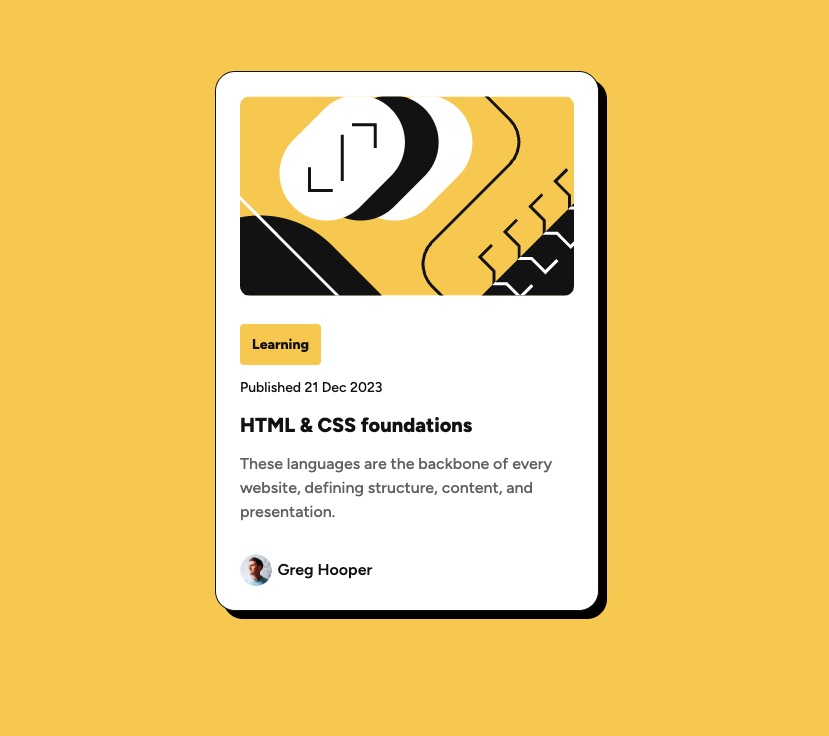 Learning
Published 21 Dec 2023
HTML & CSS foundations
These languages are the backbone of every
website, defining structure, content, and
presentation.
Greg Hooper